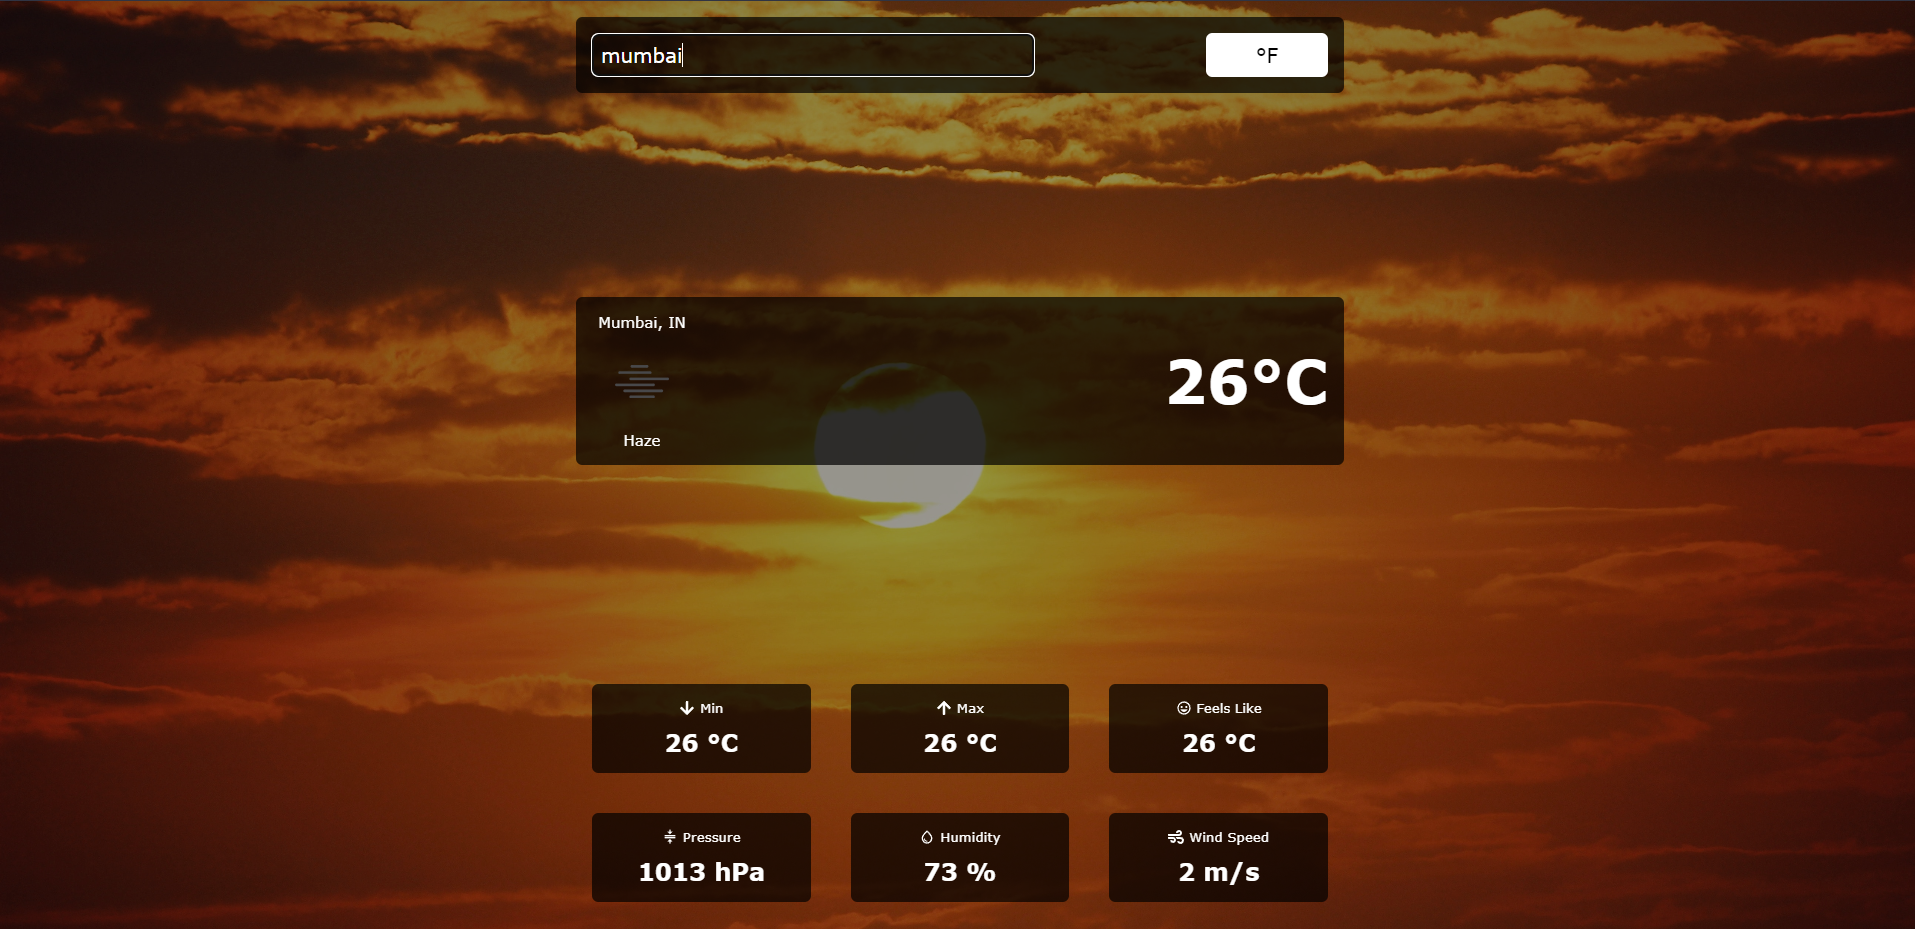 mumbai
°F
Mumbai, IN
26°C
Haze
Min
26 °C
Max
26 °C
Feels Like
26 °C
Pressure
1013 hPa
Humidity
73 %
Wind Speed
2 m/s